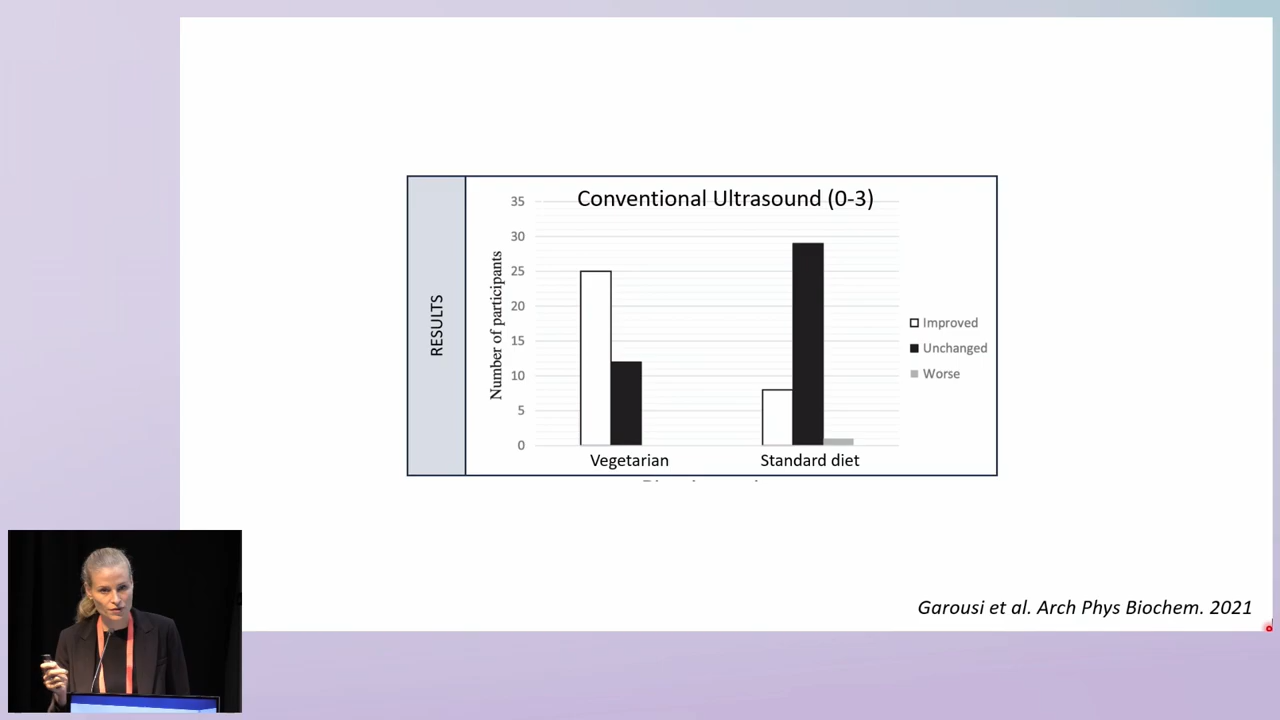 RESULTS
Conventional Ultrasound (0-3)
Number of participants
35
30
25
20
15
10
5
0
Vegetarian
Standard diet
Improved
Unchanged
Worse
Garousi et al. Arch Phys Biochem. 2021